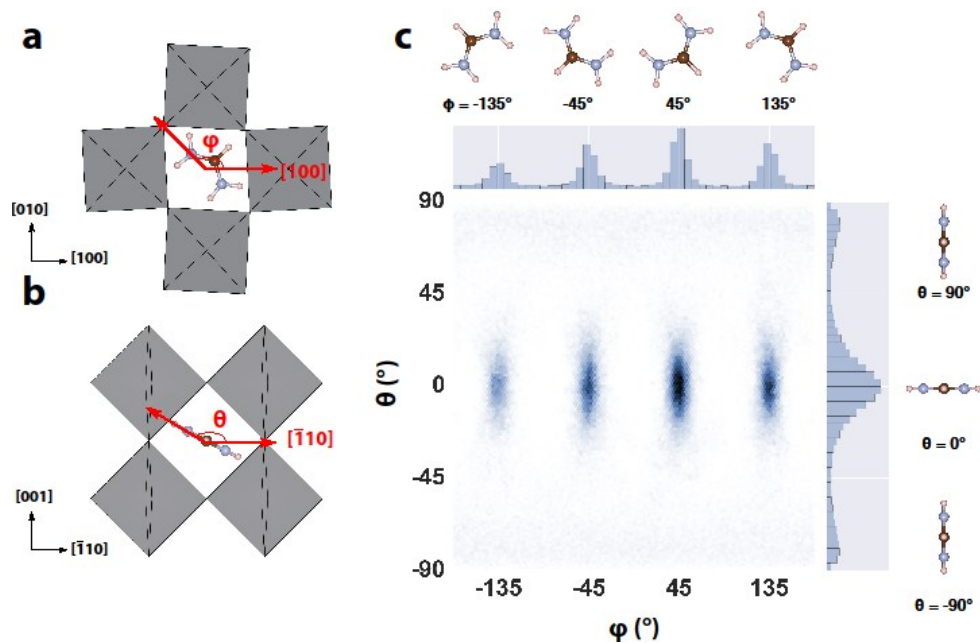 a
φ
[100]
[010]
[100]
b
θ
[1̄10]
[001]
[1̄10]
c
ϕ = -135°
-45°
45°
135°
90
45
0
-45
-90
θ (°)
-135
-45
45
135
φ (°)
θ = 90°
θ = 0°
θ = -90°